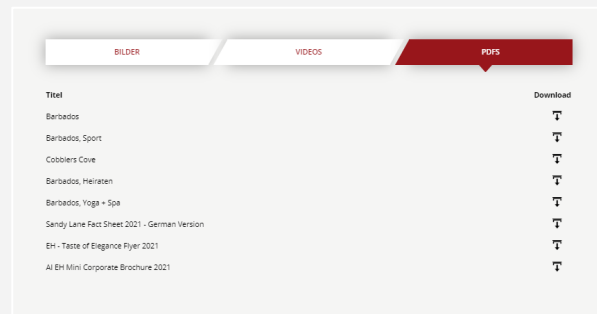 BILDER VIDEOS PDFS
Titel Download
Barbados
Barbados, Sport
Cobblers Cove
Barbados, Heiraten
Barbados, Yoga + Spa
Sandy Lane Fact Sheet 2021 - German Version
EH - Taste of Elegance Flyer 2021
AI EH Mini Corporate Brochure 2021